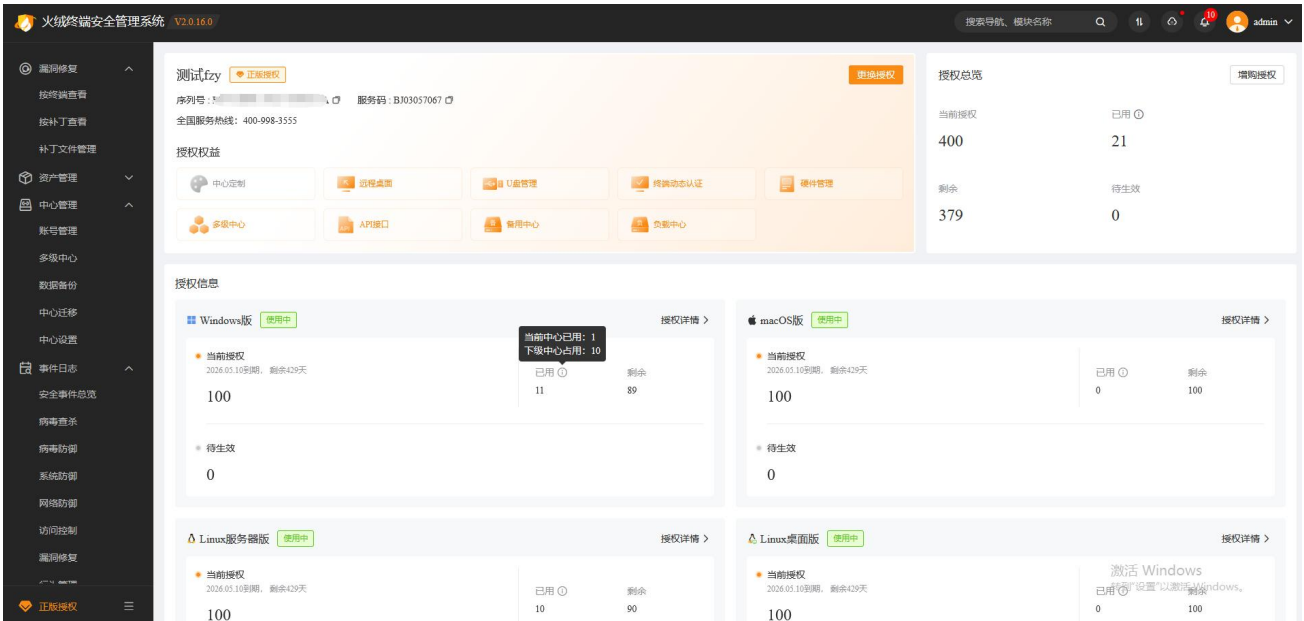 火绒终端安全管理系统 V2.0.16.0
搜索导航、模块名称
10
admin
漏洞修复
按终端查看
按补丁查看
补丁文件管理
资产管理
中心管理
账号管理
多级中心
数据备份
中心迁移
中心设置
事件日志
安全事件总览
病毒查杀
病毒防御
系统防御
网络防御
访问控制
漏洞修复
正版授权
测试fzy 正版授权
更换授权
序列号: 服务码: BJ03057067
全国服务热线: 400-998-3555
授权权益
中心定制 远程桌面 U盘管理 终端动态认证 硬件管理
多级中心 API接口 备用中心 负载中心
授权总览 增购授权
当前授权 已用
400 21
剩余 待生效
379 0
授权信息
Windows版 使用中 授权详情
当前中心已用: 1
下级中心占用: 10
当前授权
2026.05.10到期, 剩余429天
100
已用 剩余
11 89
待生效
0
macOS版 使用中 授权详情
当前授权
2026.05.10到期, 剩余429天
100
已用 剩余
0 100
待生效
0
Linux服务器版 使用中 授权详情
当前授权
2026.05.10到期, 剩余429天
100
已用 剩余
10 90
Linux桌面版 使用中 授权详情
当前授权
2026.05.10到期, 剩余429天
100
已用 剩余
0 100
激活 Windows
转到"设置"以激活 Windows。